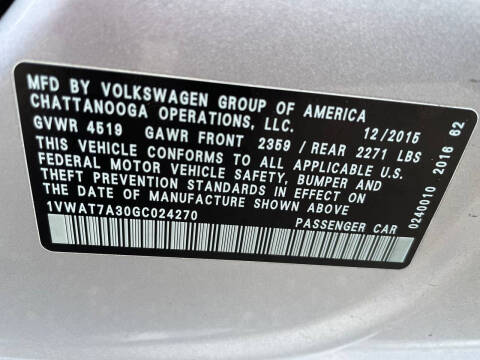 MFD BY VOLKSWAGEN GROUP OF AMERICA
CHATTANOOGA OPERATIONS, LLC. 12/2015
GVWR 4519 GAWR FRONT 2359 / REAR 2271 LBS
THIS VEHICLE CONFORMS TO ALL APPLICABLE U.S.
FEDERAL MOTOR VEHICLE SAFETY, BUMPER AND
THEFT PREVENTION STANDARDS IN EFFECT ON
THE DATE OF MANUFACTURE SHOWN ABOVE
1VWAT7A30GC024270 PASSENGER CAR
0240010 2016 62